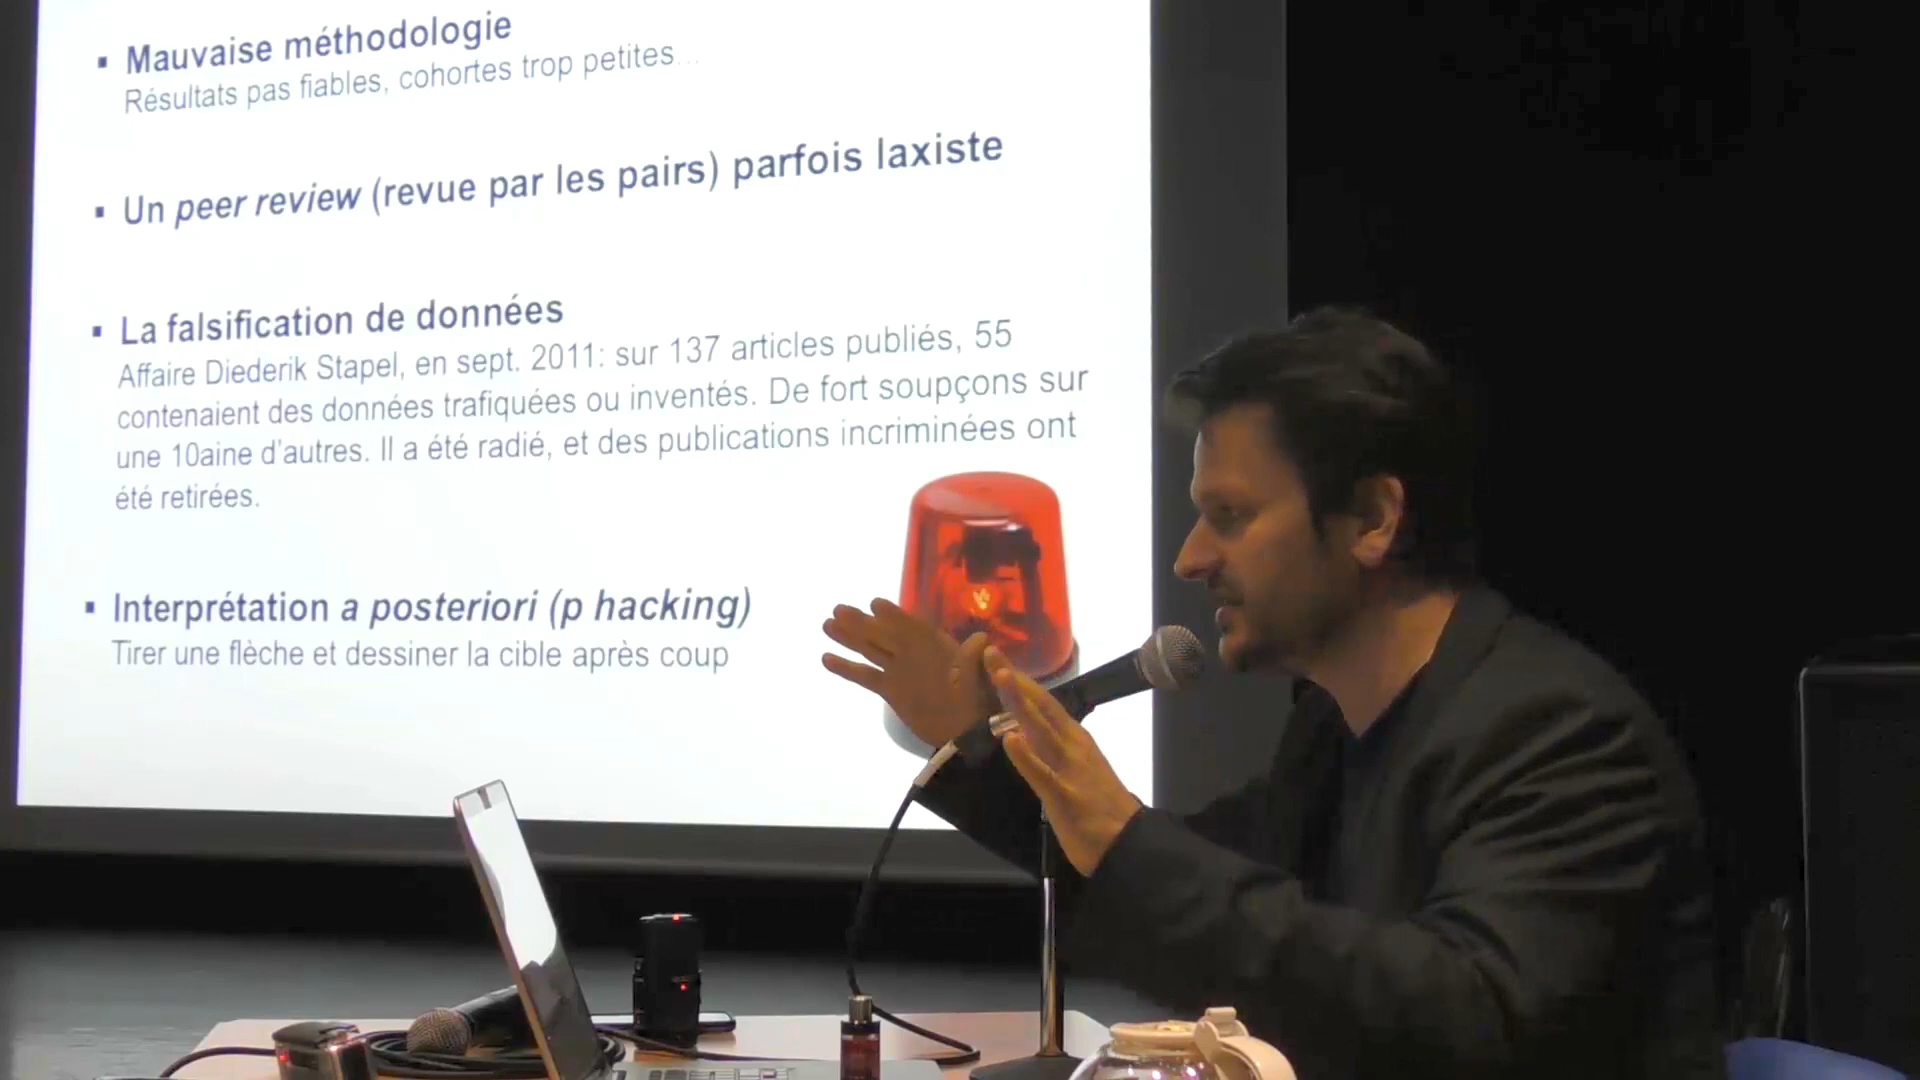 ▪ Mauvaise méthodologie
Résultats pas fiables, cohortes trop petites...
▪ Un peer review (revue par les pairs) parfois laxiste
▪ La falsification de données
Affaire Diederik Stapel, en sept. 2011: sur 137 articles publiés, 55
contenaient des données trafiquées ou inventés. De fort soupçons sur
une 10aine d'autres. Il a été radié, et des publications incriminées ont
été retirées.
▪ Interprétation a posteriori (p hacking)
Tirer une flèche et dessiner la cible après coup